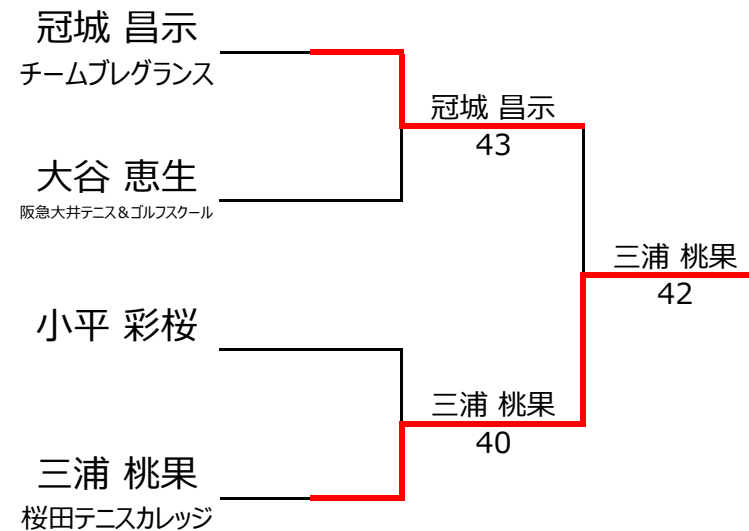 冠城 昌示
チームブレグランス
大谷 恵生
阪急大井テニス＆ゴルフスクール
小平 彩桜
三浦 桃果
桜田テニスカレッジ
冠城 昌示
43
三浦 桃果
40
三浦 桃果
42